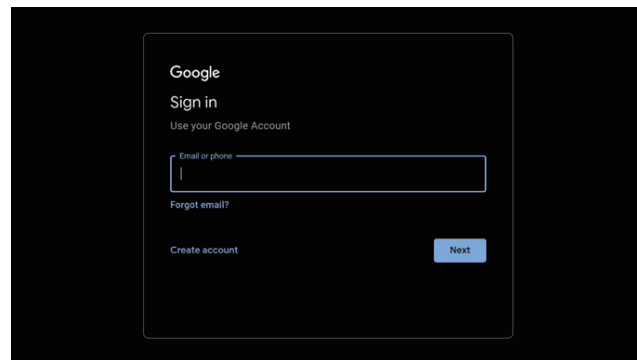 Google
Sign in
Use your Google Account
Email or phone
Forgot email?
Create account
Next